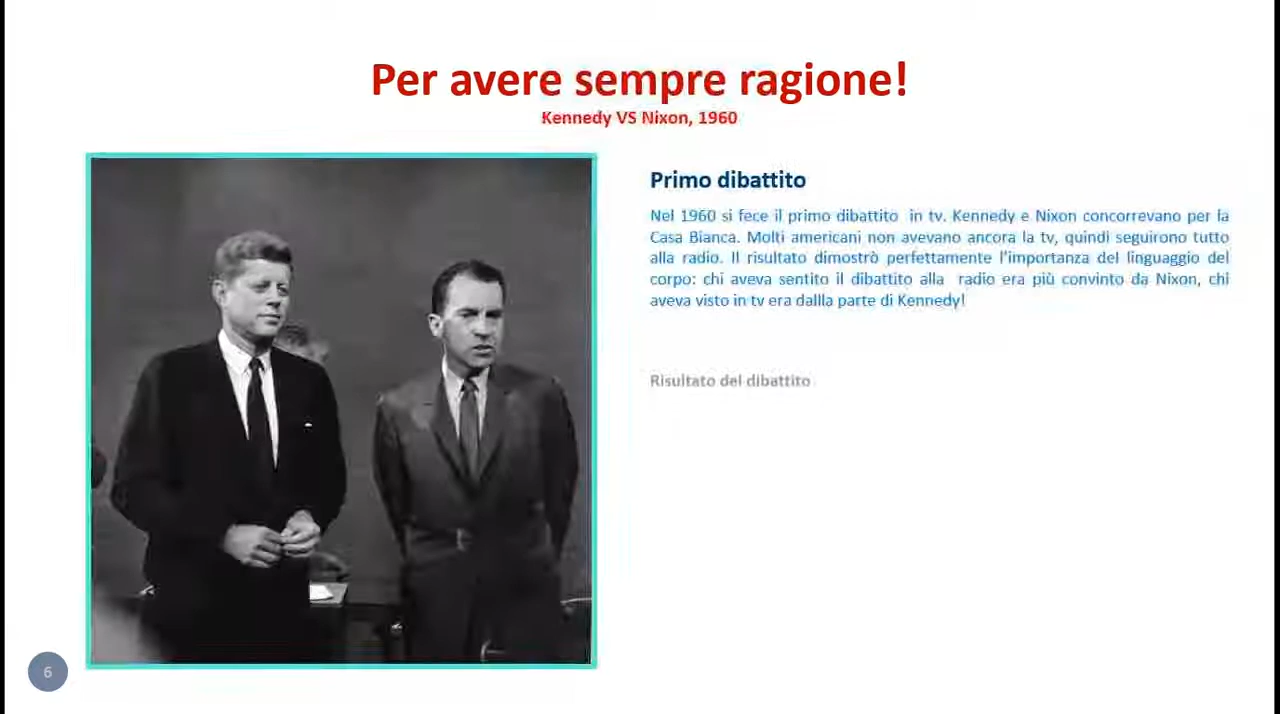 Per avere sempre ragione!
Kennedy VS Nixon, 1960
Primo dibattito
Nel 1960 si fece il primo dibattito in tv. Kennedy e Nixon concorrevano per la
Casa Bianca. Molti americani non avevano ancora la tv, quindi seguirono tutto
alla radio. Il risultato dimostrò perfettamente l'importanza del linguaggio del
corpo: chi aveva sentito il dibattito alla radio era più convinto da Nixon, chi
aveva visto in tv era dallla parte di Kennedy!
Risultato del dibattito
6